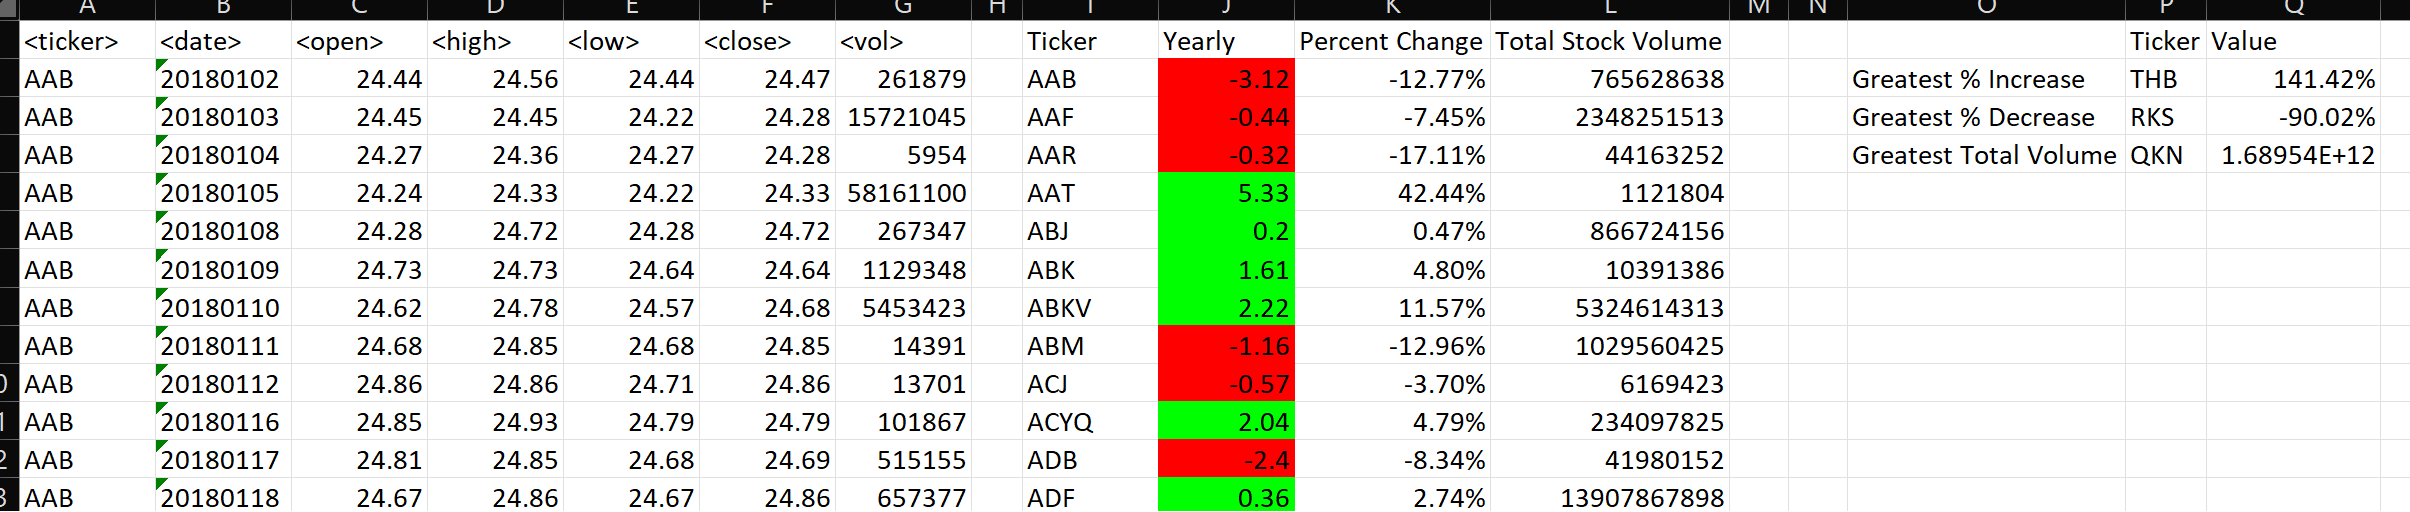 A B C D E F G H I J K L M N O P Q
<ticker> <date> <open> <high> <low> <close> <vol> Ticker Yearly Percent Change Total Stock Volume Ticker Value
AAB 20180102 24.44 24.56 24.44 24.47 261879 AAB -3.12 -12.77% 765628638 Greatest % Increase THB 141.42%
AAB 20180103 24.45 24.45 24.22 24.28 15721045 AAF -0.44 -7.45% 2348251513 Greatest % Decrease RKS -90.02%
AAB 20180104 24.27 24.36 24.27 24.28 5954 AAR -0.32 -17.11% 44163252 Greatest Total Volume QKN 1.68954E+12
AAB 20180105 24.24 24.33 24.22 24.33 58161100 AAT 5.33 42.44% 1121804
AAB 20180108 24.28 24.72 24.28 24.72 267347 ABJ 0.2 0.47% 866724156
AAB 20180109 24.73 24.73 24.64 24.64 1129348 ABK 1.61 4.80% 10391386
AAB 20180110 24.62 24.78 24.57 24.68 5453423 ABKV 2.22 11.57% 5324614313
AAB 20180111 24.68 24.85 24.68 24.85 14391 ABM -1.16 -12.96% 1029560425
0 AAB 20180112 24.86 24.86 24.71 24.86 13701 ACJ -0.57 -3.70% 6169423
1 AAB 20180116 24.85 24.93 24.79 24.79 101867 ACYQ 2.04 4.79% 234097825
2 AAB 20180117 24.81 24.85 24.68 24.69 515155 ADB -2.4 -8.34% 41980152
3 AAB 20180118 24.67 24.86 24.67 24.86 657377 ADF 0.36 2.74% 13907867898